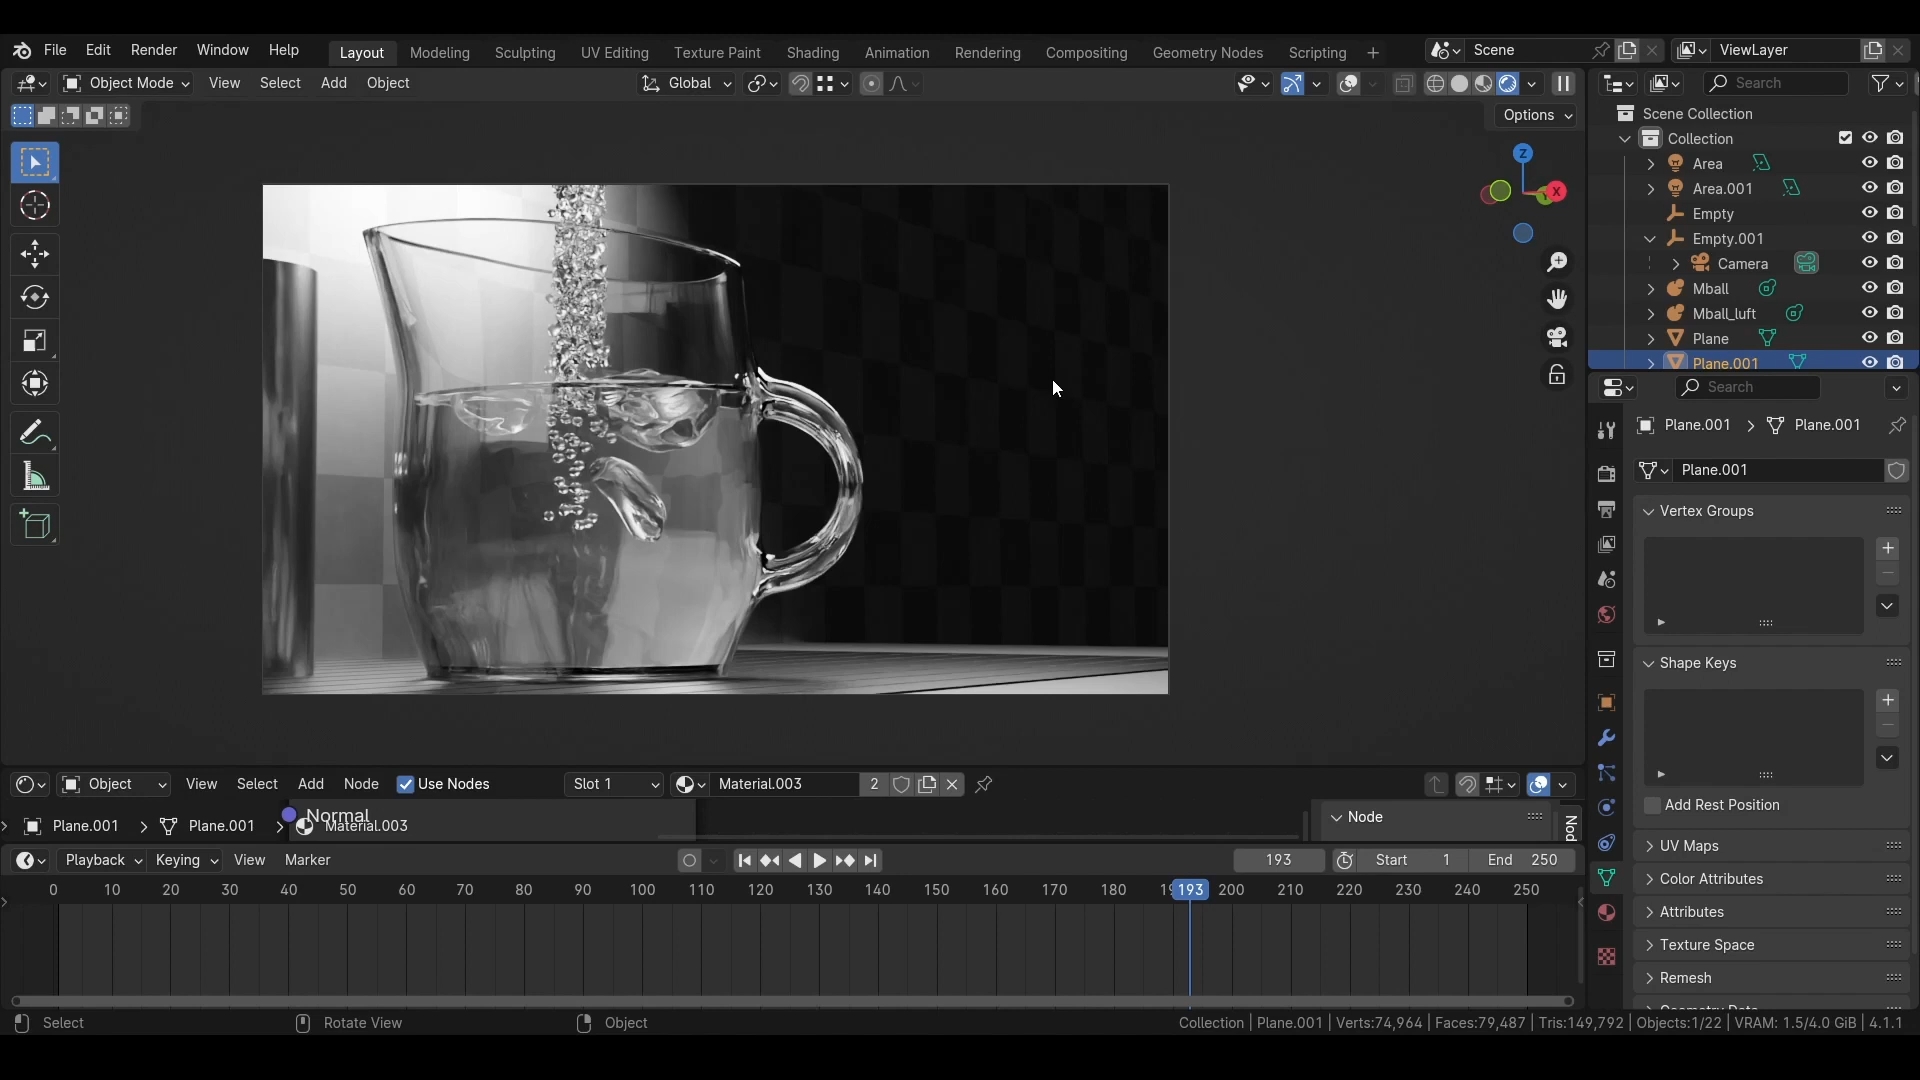 File Edit Render Window Help Layout Modeling Sculpting UV Editing Texture Paint Shading Animation Rendering Compositing Geometry Nodes Scripting + Scene ViewLayer
Object Mode View Select Add Object Global Search
Options
Scene Collection
Collection
Area
Area.001
Empty
Empty.001
Camera
Mball
Mball_luft
Plane
Plane.001
Z
X
Search
Plane.001 > Plane.001
Plane.001
Vertex Groups
Shape Keys
Add Rest Position
UV Maps
Color Attributes
Attributes
Texture Space
Remesh
Object View Select Add Node Use Nodes Slot 1 Material.003 2
Normal
Node
Plane.001 > Plane.001 > Material.003
Nod
Playback Keying View Marker 193 Start 1 End 250
0 10 20 30 40 50 60 70 80 90 100 110 120 130 140 150 160 170 180 19 193 200 210 220 230 240 250
Select Rotate View Object Collection | Plane.001 | Verts:74,964 | Faces:79,487 | Tris:149,792 | Objects:1/22 | VRAM: 1.5/4.0 GiB | 4.1.1